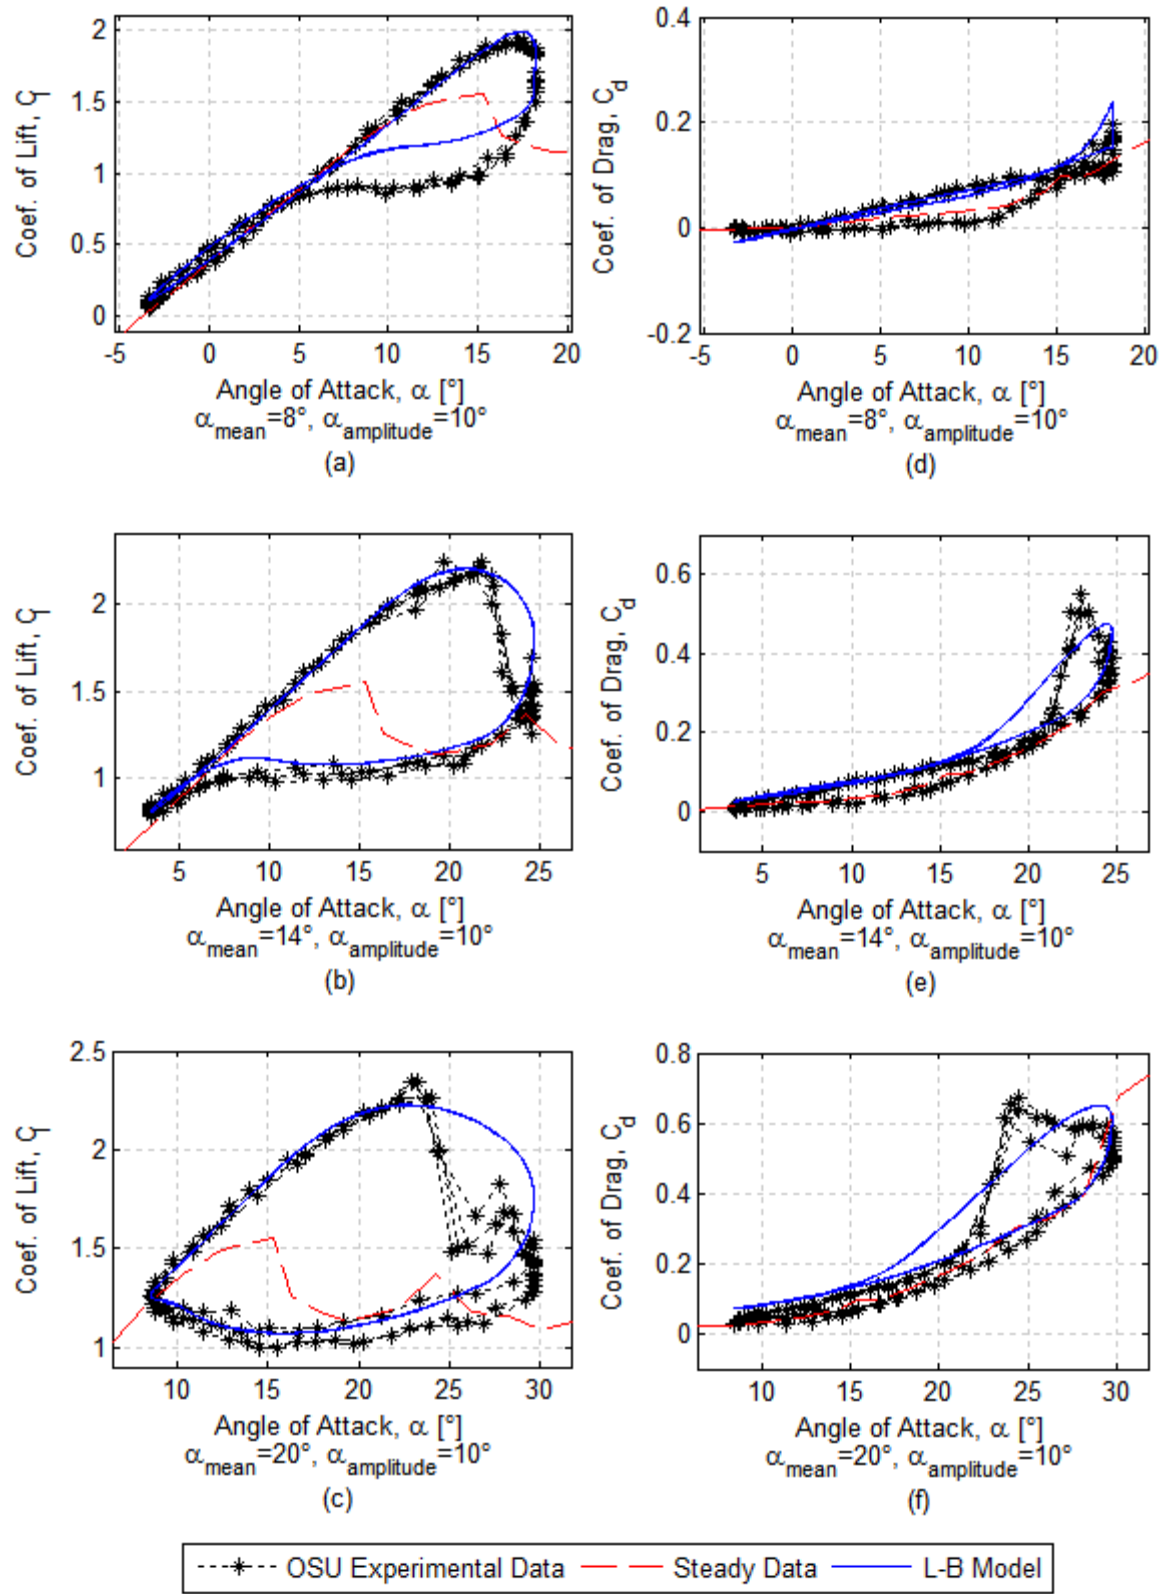 2
1.5
1
0.5
0
Coef. of Lift, Cl
-5 0 5 10 15 20
Angle of Attack, α [°]
αmean=8°, αamplitude=10°
(a)
0.4
0.2
0
-0.2
Coef. of Drag, Cd
-5 0 5 10 15 20
Angle of Attack, α [°]
αmean=8°, αamplitude=10°
(d)
2
1.5
1
Coef. of Lift, Cl
5 10 15 20 25
Angle of Attack, α [°]
αmean=14°, αamplitude=10°
(b)
0.6
0.4
0.2
0
Coef. of Drag, Cd
5 10 15 20 25
Angle of Attack, α [°]
αmean=14°, αamplitude=10°
(e)
2.5
2
1.5
1
Coef. of Lift, Cl
10 15 20 25 30
Angle of Attack, α [°]
αmean=20°, αamplitude=10°
(c)
0.8
0.6
0.4
0.2
0
Coef. of Drag, Cd
10 15 20 25 30
Angle of Attack, α [°]
αmean=20°, αamplitude=10°
(f)
OSU Experimental Data Steady Data L-B Model